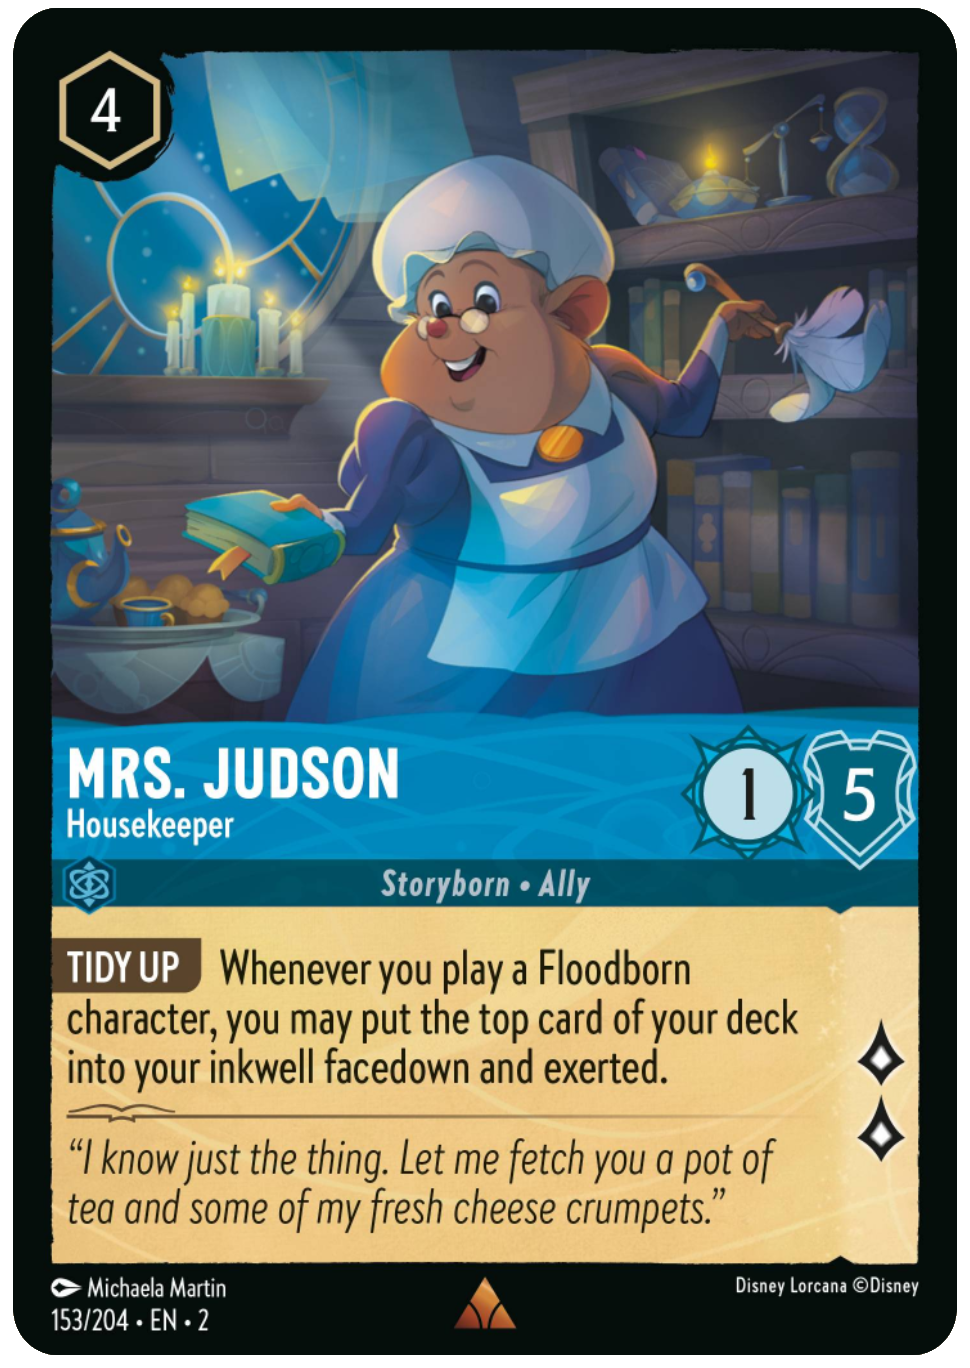 4
MRS. JUDSON
Housekeeper
1
5
Storyborn • Ally
TIDY UP Whenever you play a Floodborn
character, you may put the top card of your deck
into your inkwell facedown and exerted.
“I know just the thing. Let me fetch you a pot of
tea and some of my fresh cheese crumpets.”
Michaela Martin
Disney Lorcana ©Disney
153/204 • EN • 2